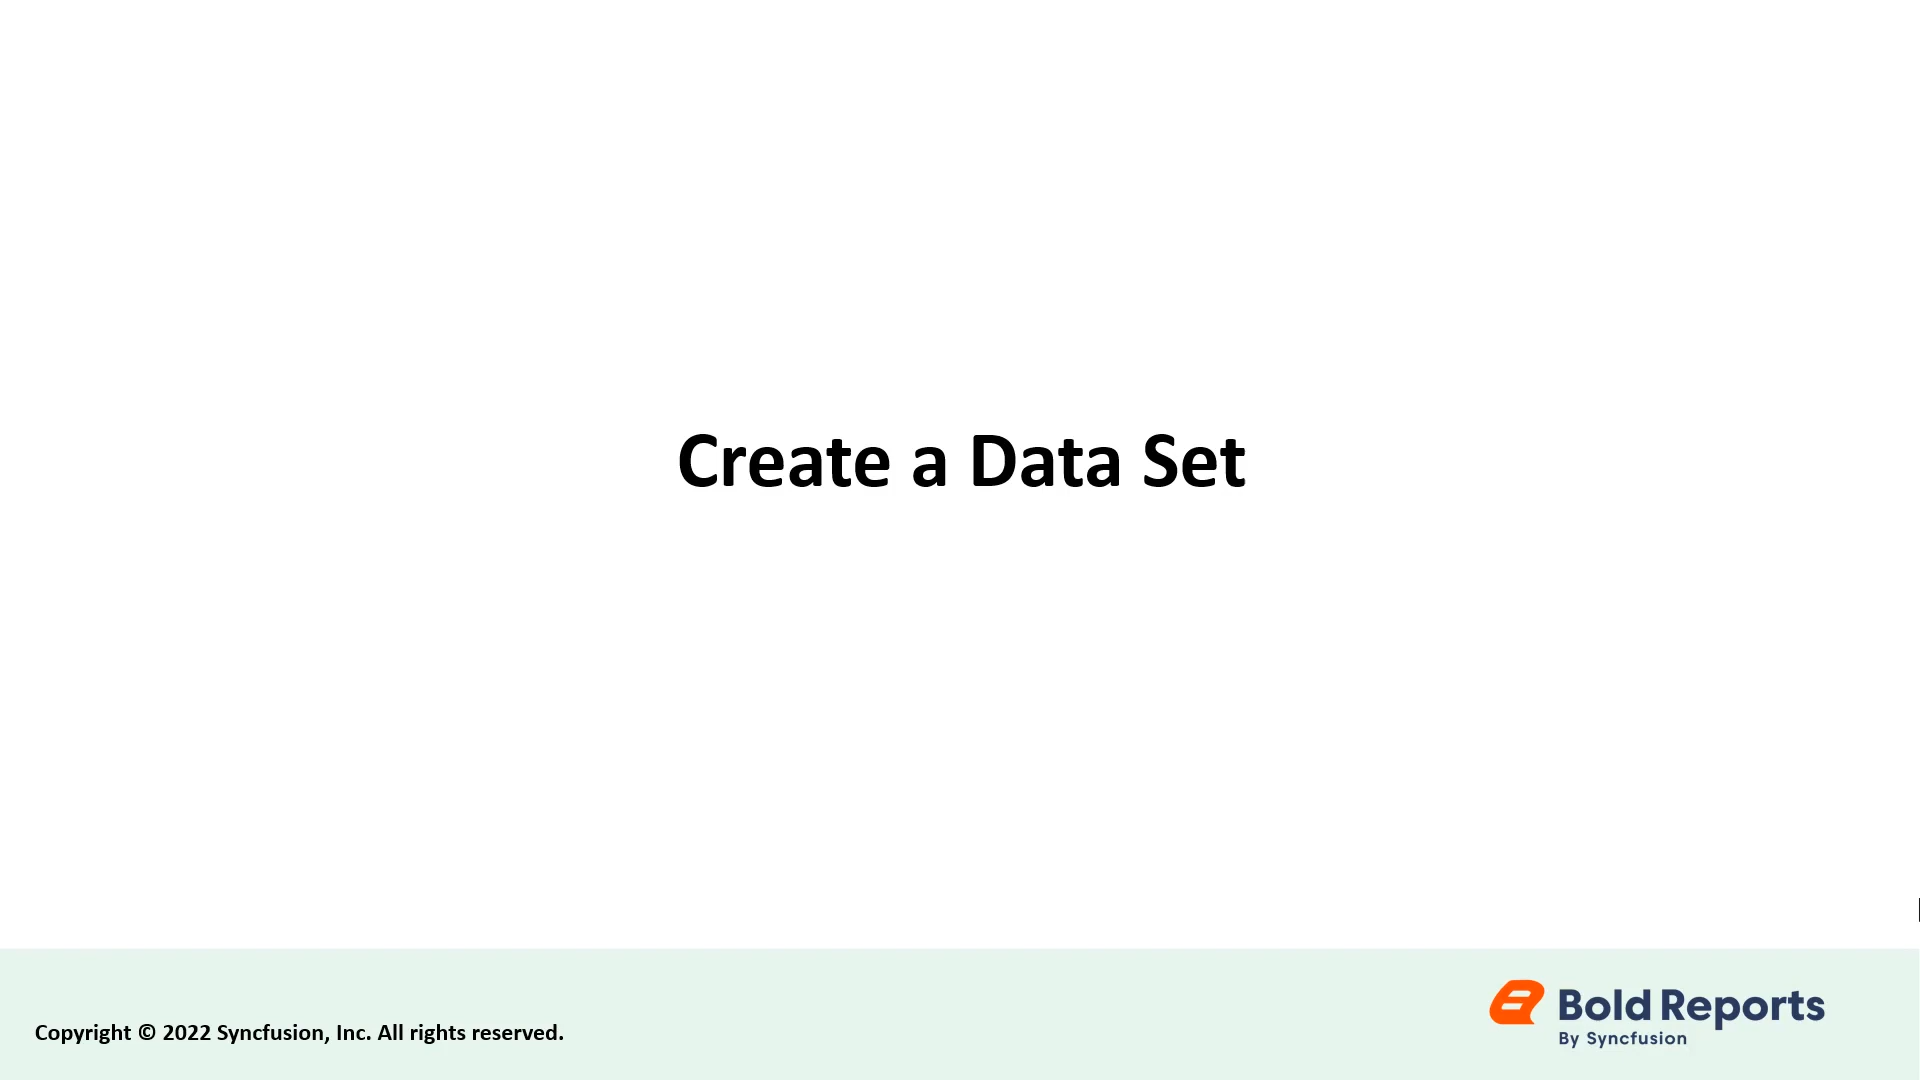 Create a Data Set
Copyright © 2022 Syncfusion, Inc. All rights reserved.
Bold Reports
By Syncfusion